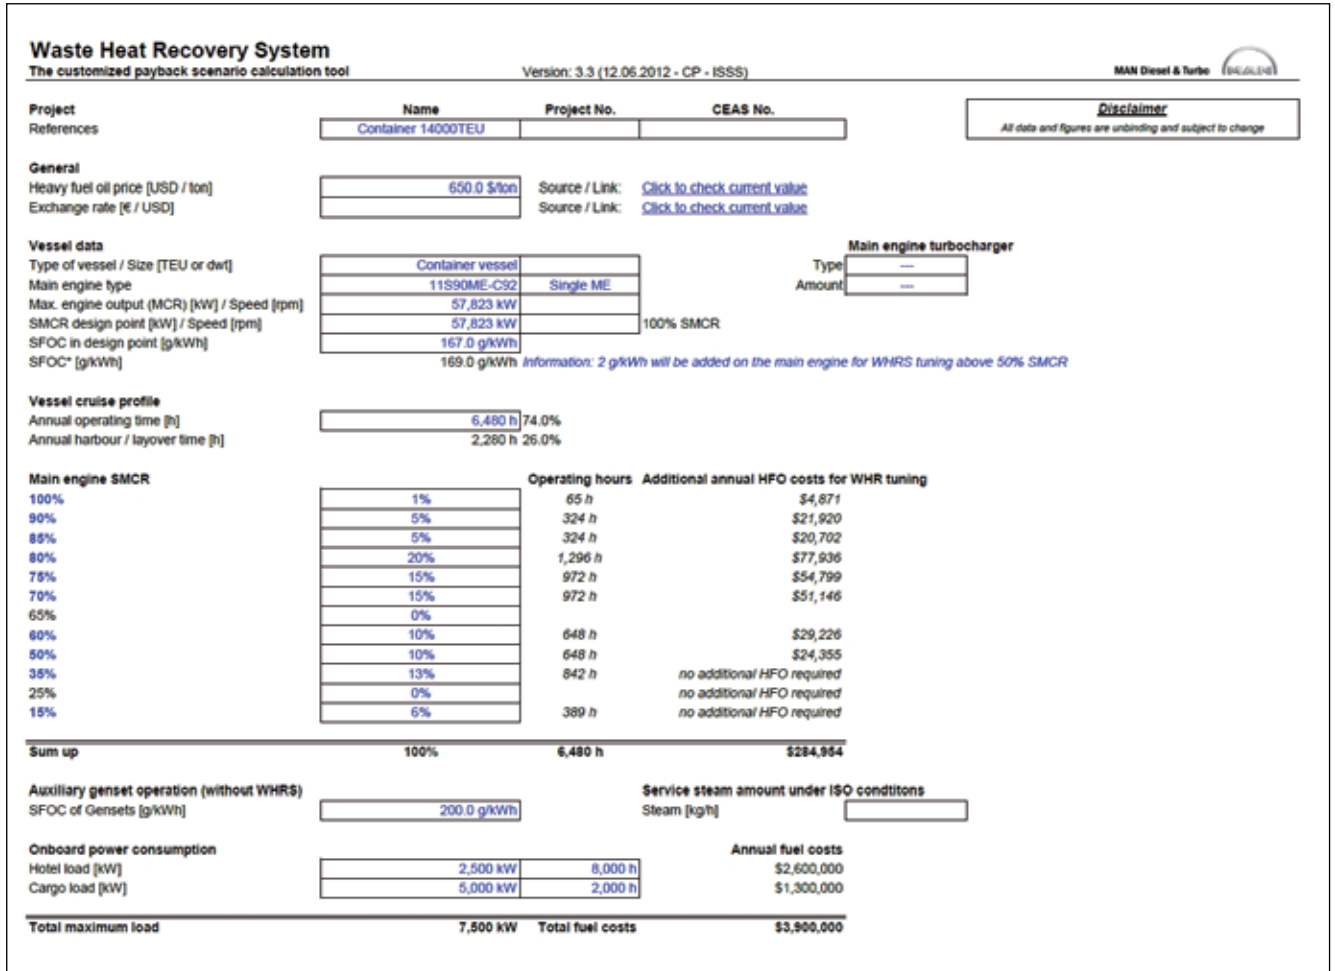 Waste Heat Recovery System
The customized payback scenario calculation tool Version: 3.3 (12.06.2012 - CP - ISSS) MAN Diesel & Turbo
Project Name Project No. CEAS No. Disclaimer
References Container 14000TEU All data and figures are unbinding and subject to change
General
Heavy fuel oil price [USD / ton] 650.0 $/ton Source / Link: Click to check current value
Exchange rate [€ / USD] Source / Link: Click to check current value
Vessel data Main engine turbocharger
Type of vessel / Size [TEU or dwt] Container vessel Type ---
Main engine type 11S90ME-C92 Single ME Amount ---
Max. engine output (MCR) [kW] / Speed [rpm] 57,823 kW
SMCR design point [kW] / Speed [rpm] 57,823 kW 100% SMCR
SFOC in design point [g/kWh] 167.0 g/kWh
SFOC* [g/kWh] 169.0 g/kWh Information: 2 g/kWh will be added on the main engine for WHRS tuning above 50% SMCR
Vessel cruise profile
Annual operating time [h] 6,480 h 74.0%
Annual harbour / layover time [h] 2,280 h 26.0%
Main engine SMCR Operating hours Additional annual HFO costs for WHR tuning
100% 1% 65 h $4,871
90% 5% 324 h $21,920
85% 5% 324 h $20,702
80% 20% 1,296 h $77,936
75% 15% 972 h $54,799
70% 15% 972 h $51,146
65% 0%
60% 10% 648 h $29,226
50% 10% 648 h $24,355
35% 13% 842 h no additional HFO required
25% 0% no additional HFO required
15% 6% 389 h no additional HFO required
Sum up 100% 6,480 h $284,954
Auxiliary genset operation (without WHRS) Service steam amount under ISO condtitons
SFOC of Gensets [g/kWh] 200.0 g/kWh Steam [kg/h]
Onboard power consumption Annual fuel costs
Hotel load [kW] 2,500 kW 8,000 h $2,600,000
Cargo load [kW] 5,000 kW 2,000 h $1,300,000
Total maximum load 7,500 kW Total fuel costs $3,900,000